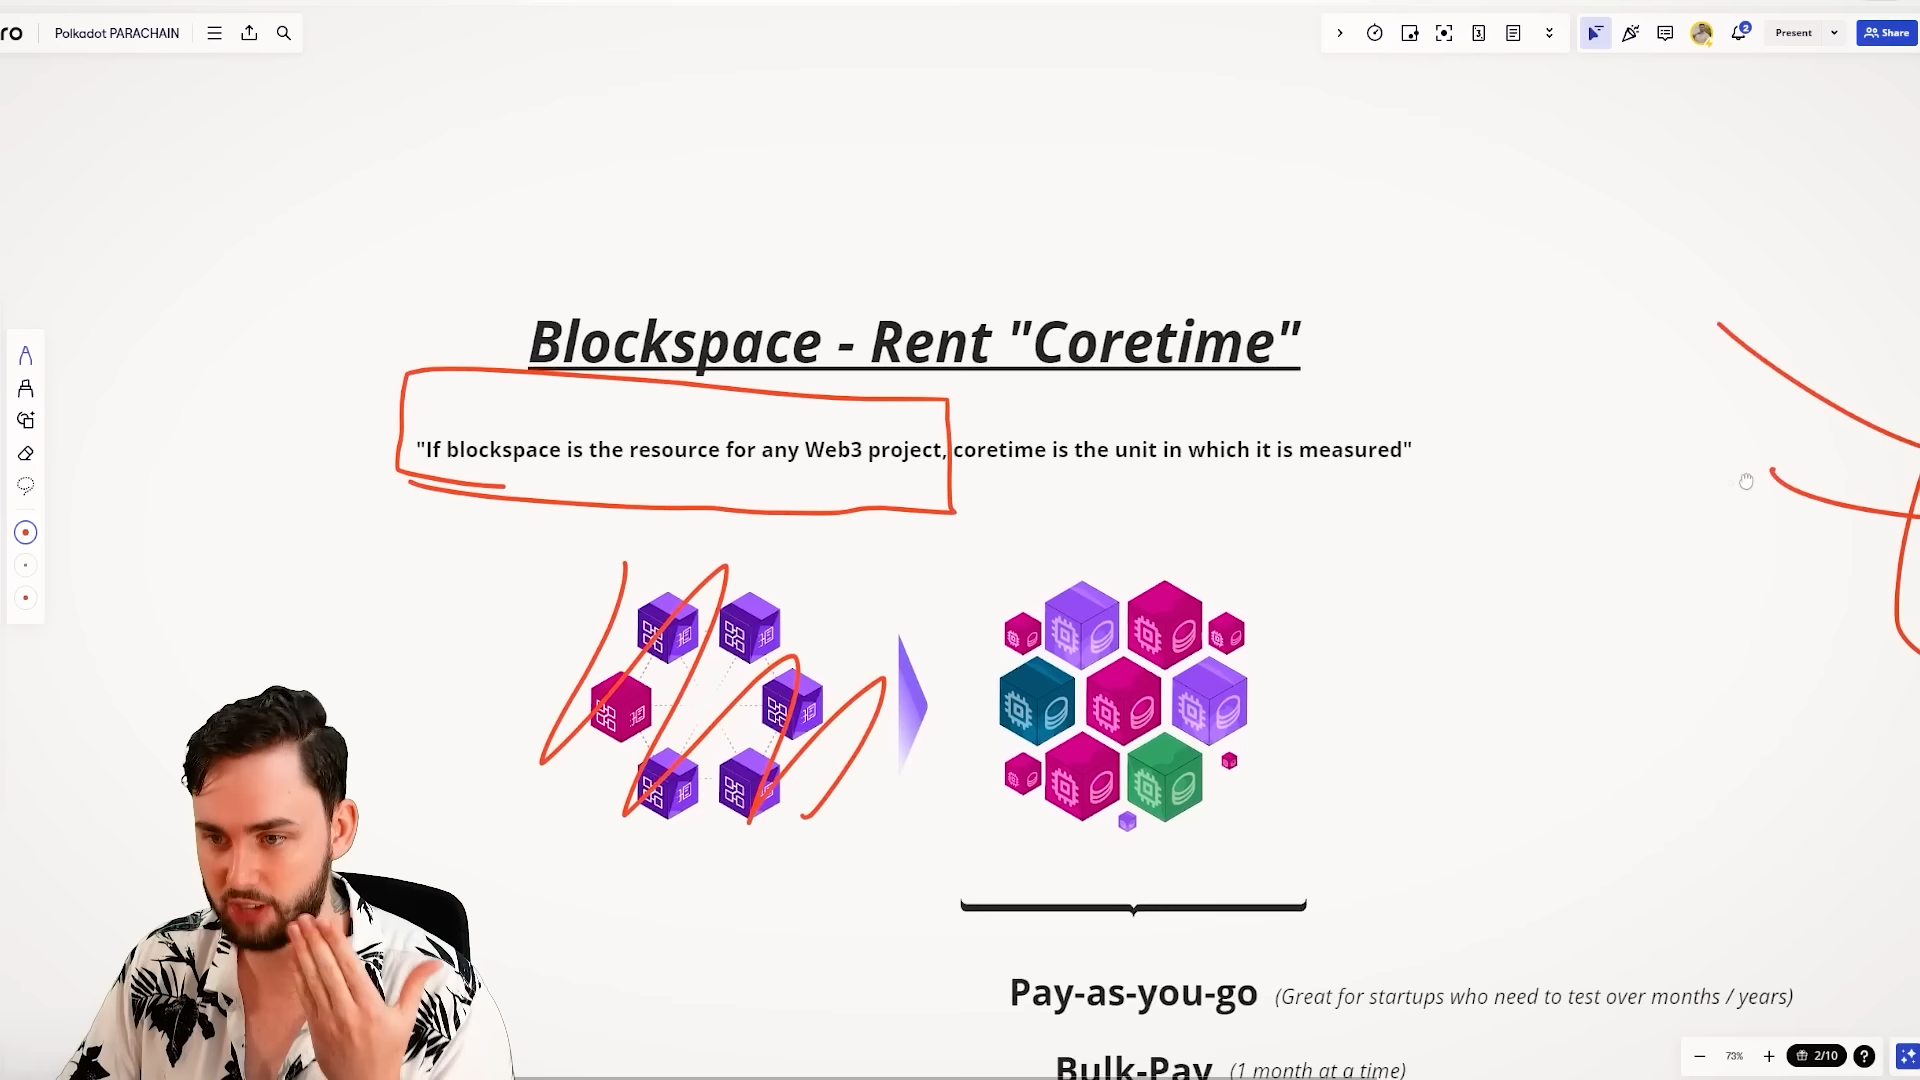 ro
Polkadot PARACHAIN
2
Present
Share
Blockspace - Rent "Coretime"
"If blockspace is the resource for any Web3 project, coretime is the unit in which it is measured"
Pay-as-you-go (Great for startups who need to test over months / years)
Bulk-Pay (1 month at a time)
73%
2/10
?